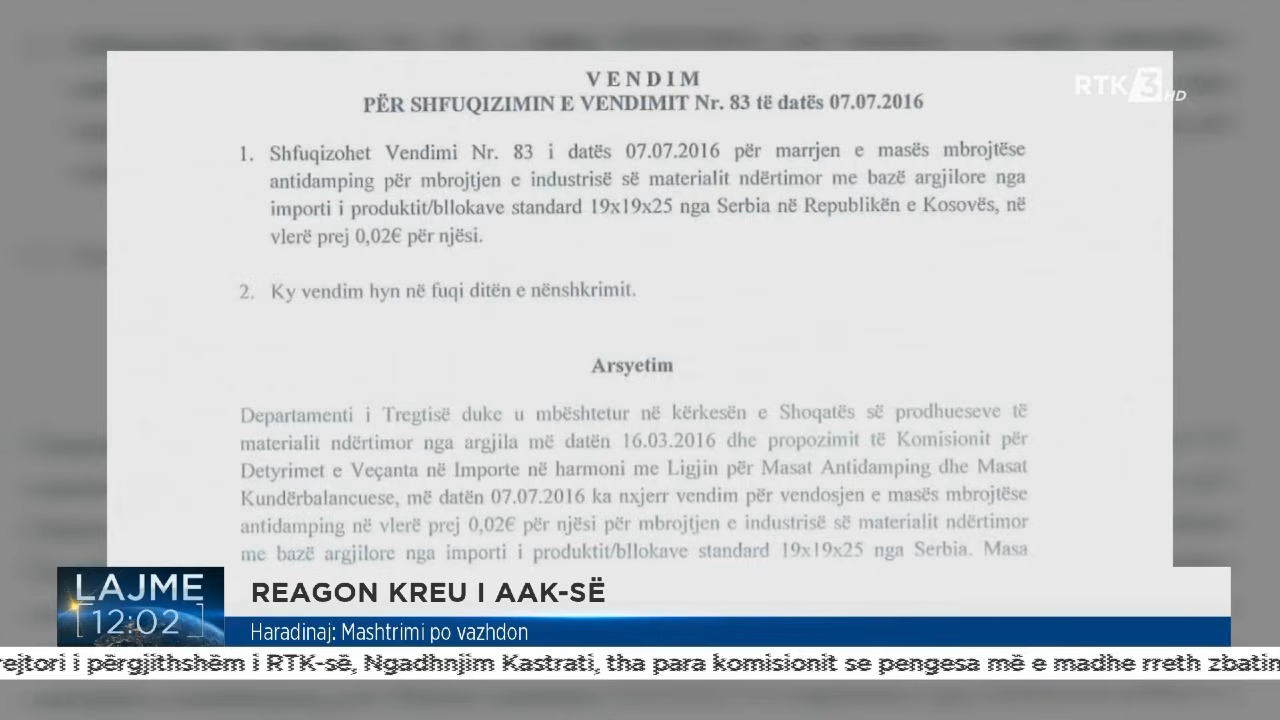 VENDIM
PËR SHFUQIZIMIN E VENDIMIT Nr. 83 të datës 07.07.2016
RTK 3 HD
1. Shfuqizohet Vendimi Nr. 83 i datës 07.07.2016 për marrjen e masës mbrojtëse
antidamping për mbrojtjen e industrisë së materialit ndërtimor me bazë argjilore nga
importi i produktit/bllokave standard 19x19x25 nga Serbia në Republikën e Kosovës, në
vlerë prej 0,02€ për njësi.
2. Ky vendim hyn në fuqi ditën e nënshkrimit.
Arsyetim
Departamenti i Tregtisë duke u mbështetur në kërkesën e Shoqatës së prodhueseve të
materialit ndërtimor nga argjila më datën 16.03.2016 dhe propozimit të Komisionit për
Detyrimet e Veçanta në Importe në harmoni me Ligjin për Masat Antidamping dhe Masat
Kundërbalancuese, më datën 07.07.2016 ka nxjerr vendim për vendosjen e masës mbrojtëse
antidamping në vlerë prej 0,02€ për njësi për mbrojtjen e industrisë së materialit ndërtimor
me bazë argjilore nga importi i produktit/bllokave standard 19x19x25 nga Serbia. Masa
LAJME
12:02
REAGON KREU I AAK-SË
Haradinaj: Mashtrimi po vazhdon
rejtori i përgjithshëm i RTK-së, Ngadhnjim Kastrati, tha para komisionit se pengesa më e madhe rreth zbatim